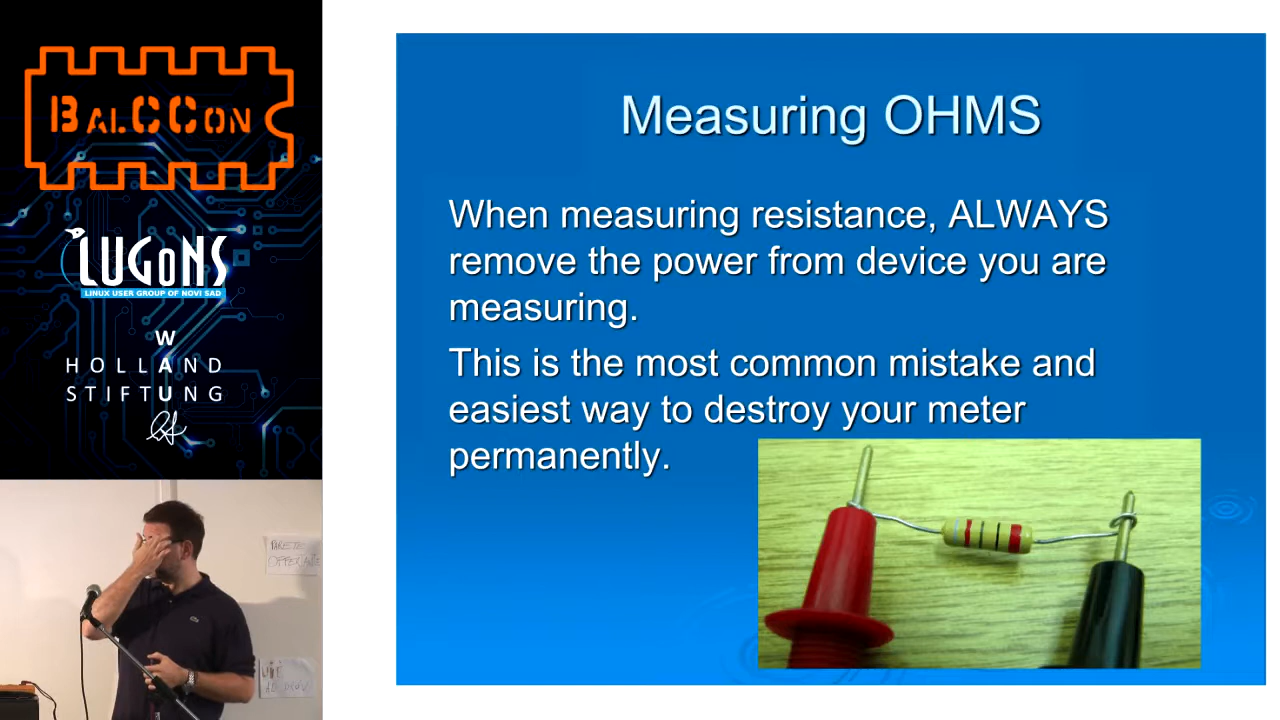 BALCCON
LUGONS
LINUX USER GROUP OF NOVI SAD
W
HOLLAND
STIFTUNG
Measuring OHMS
When measuring resistance, ALWAYS
remove the power from device you are
measuring.
This is the most common mistake and
easiest way to destroy your meter
permanently.